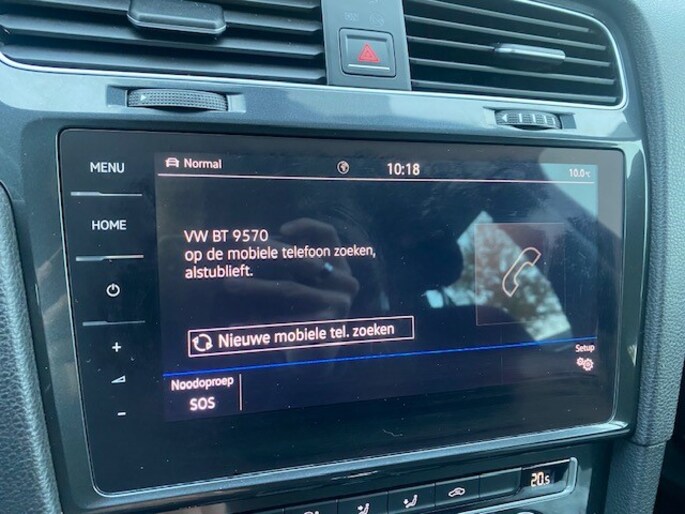 MENU
Normal
10:18
10.0°C
HOME
VW BT 9570
op de mobiele telefoon zoeken,
alstublieft.
Nieuwe mobiele tel. zoeken
Setup
Noodoproep
SOS
+
-
20.5